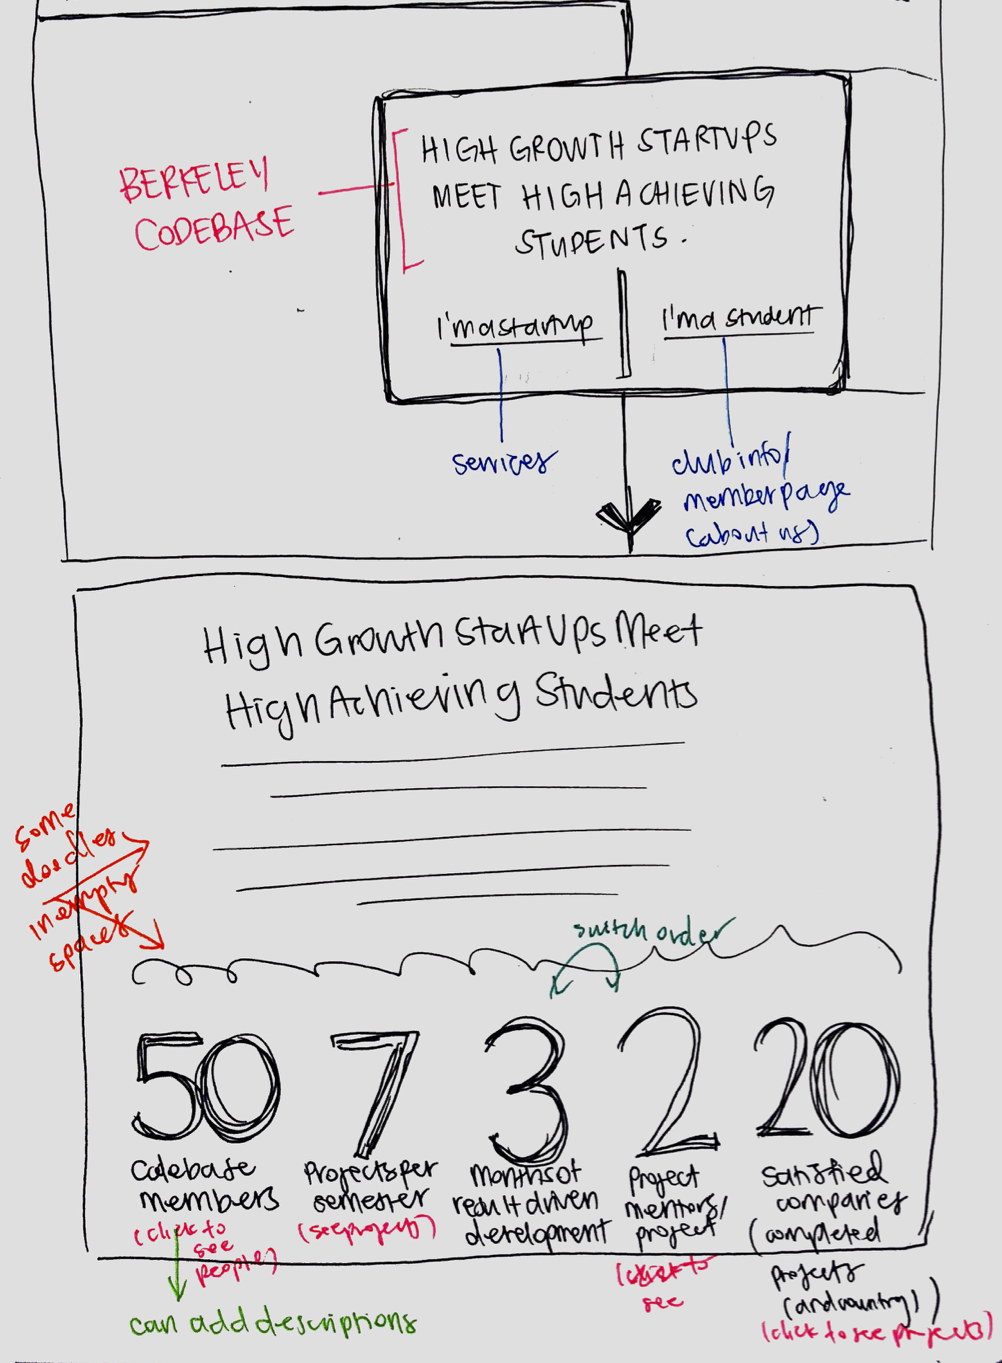 BERKELEY
CODEBASE
HIGH GROWTH STARTUPS
MEET HIGH ACHIEVING
STUDENTS.
I'm a startup
I'm a student
services
club info/
member page
(about us)
High Growth Startups Meet
High Achieving Students
some
doodles
in empty
spaces
switch order
50
Codebase
members
(click to
see
people)
can add descriptions
7
Projects per
semester
(see projects)
3
Months of
result driven
development
2
Project
mentors/
project
(click to
see
20
Satisfied
companies
(completed
projects
(and country))
(click to see projects)